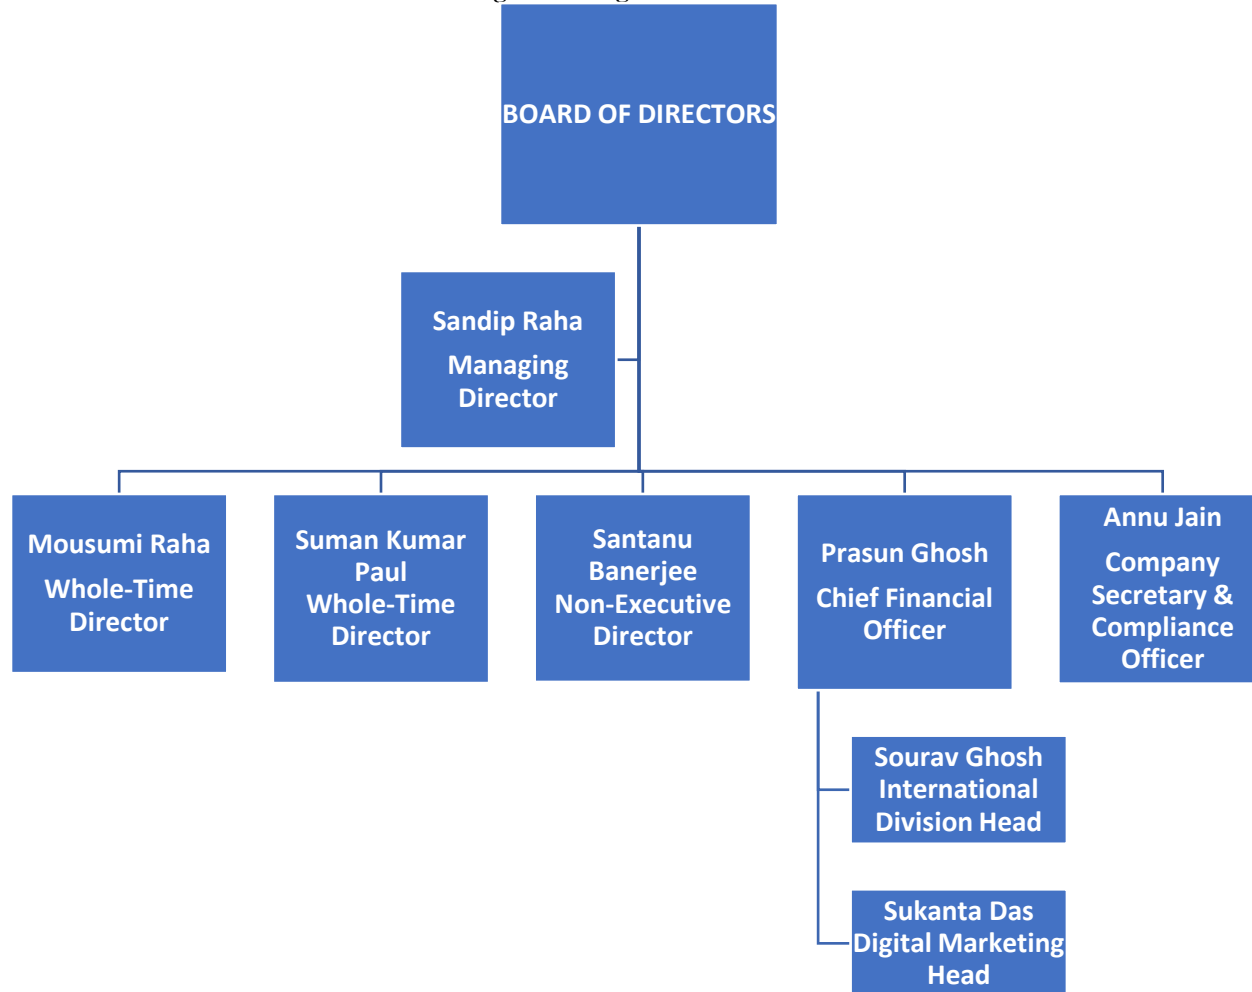 BOARD OF DIRECTORS
Sandip Raha
Managing
Director
Mousumi Raha
Whole-Time
Director
Suman Kumar
Paul
Whole-Time
Director
Santanu
Banerjee
Non-Executive
Director
Prasun Ghosh
Chief Financial
Officer
Annu Jain
Company
Secretary &
Compliance
Officer
Sourav Ghosh
International
Division Head
Sukanta Das
Digital Marketing
Head